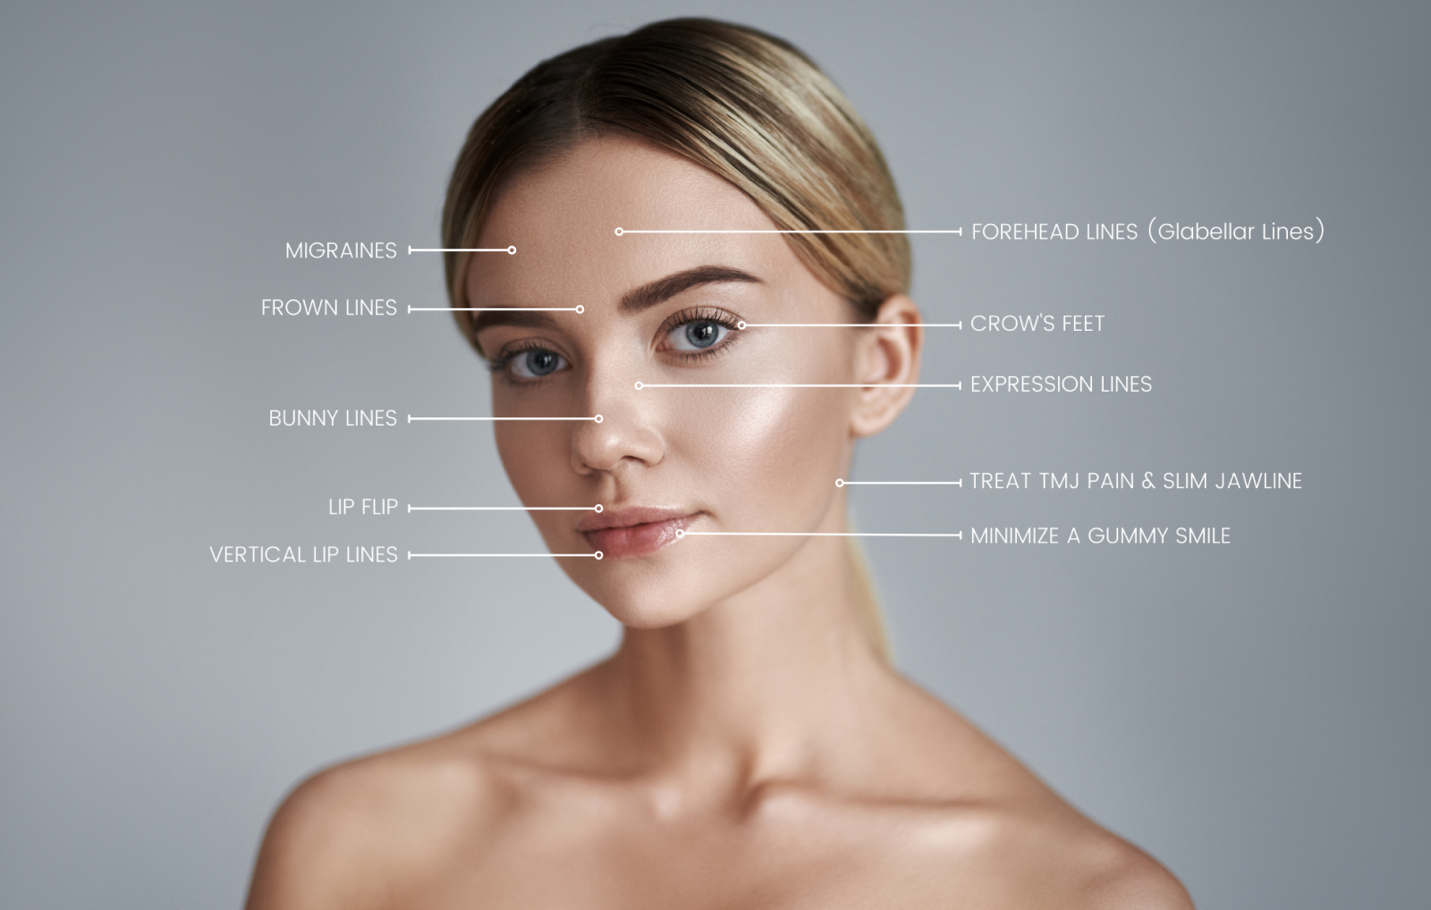 MIGRAINES
FROWN LINES
BUNNY LINES
LIP FLIP
VERTICAL LIP LINES
FOREHEAD LINES (Glabellar Lines)
CROW'S FEET
EXPRESSION LINES
TREAT TMJ PAIN & SLIM JAWLINE
MINIMIZE A GUMMY SMILE